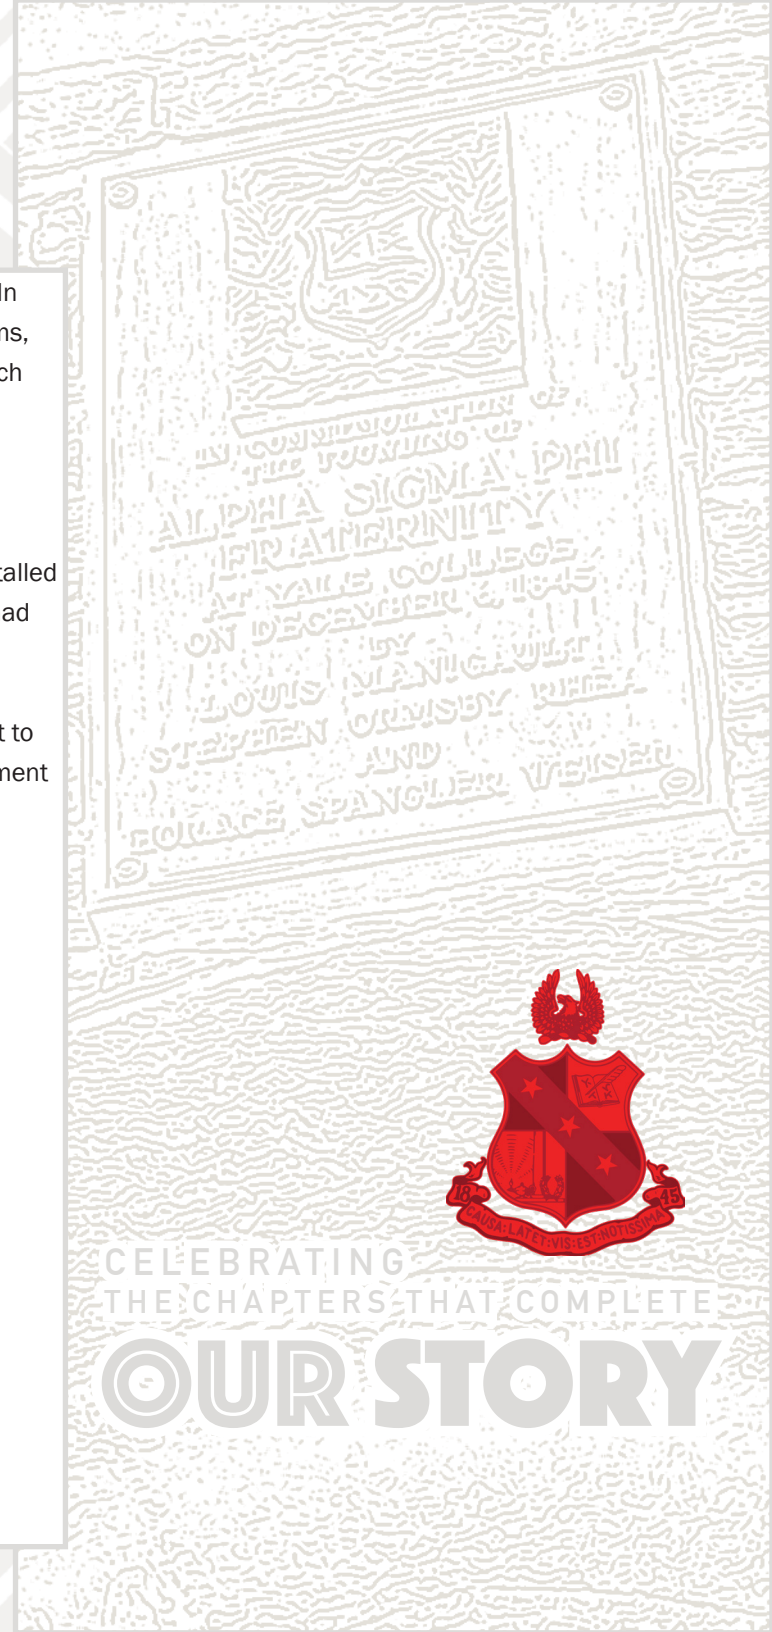 In
ms,
ch
talled
ad
t to
ment
IN COMMEMORATION OF
THE FOUNDING OF
ALPHA SIGMA PHI
FRATERNITY
AT YALE COLLEGE
ON DECEMBER 6, 1845
BY
LOUIS MANIGAULT
STEPHEN ORMSBY RHEA
AND
HORACE SPANGLER WEISER
18 45
CAUSA:LATET:VIS:EST:NOTISSIMA
CELEBRATING
THE CHAPTERS THAT COMPLETE
OUR STORY